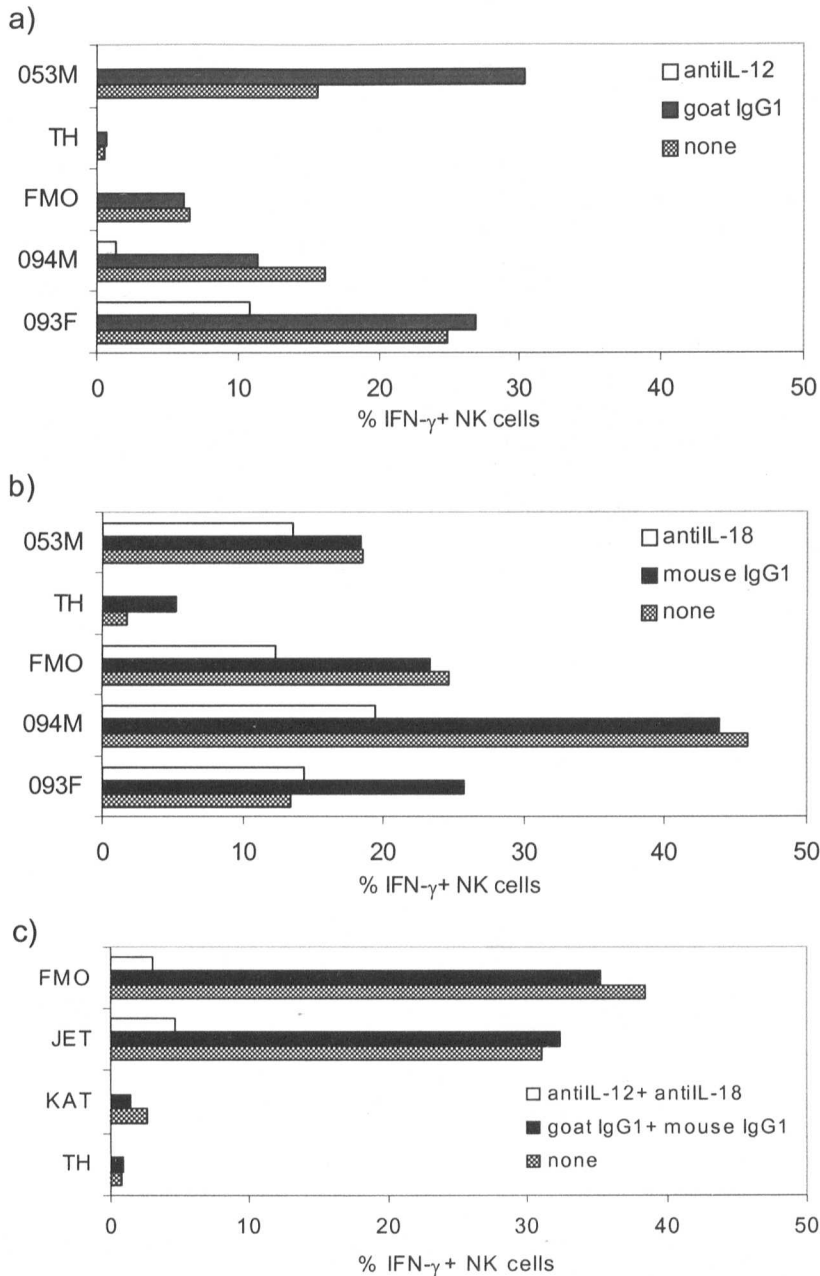 a)
053M
TH
FMO
094M
093F
antiIL-12
goat IgG1
none
0 10 20 30 40 50
% IFN-γ+ NK cells
b)
053M
TH
FMO
094M
093F
antiIL-18
mouse IgG1
none
0 10 20 30 40 50
% IFN-γ+ NK cells
c)
FMO
JET
KAT
TH
antiIL-12+ antiIL-18
goat IgG1+ mouse IgG1
none
0 10 20 30 40 50
% IFN-γ+ NK cells